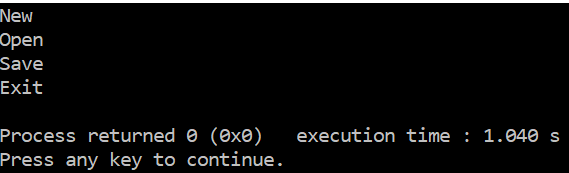 New
Open
Save
Exit
Process returned 0 (0x0)   execution time : 1.040 s
Press any key to continue.